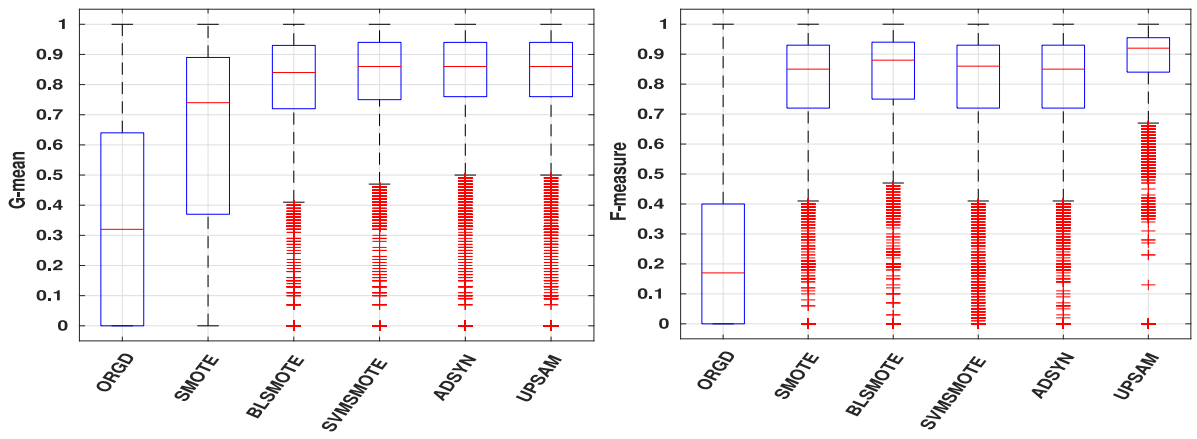 G-mean
1
0.9
0.8
0.7
0.6
0.5
0.4
0.3
0.2
0.1
0
ORGD
SMOTE
BLSMOTE
SVMSMOTE
ADSYN
UPSAM
F-measure
1
0.9
0.8
0.7
0.6
0.5
0.4
0.3
0.2
0.1
0
ORGD
SMOTE
BLSMOTE
SVMSMOTE
ADSYN
UPSAM